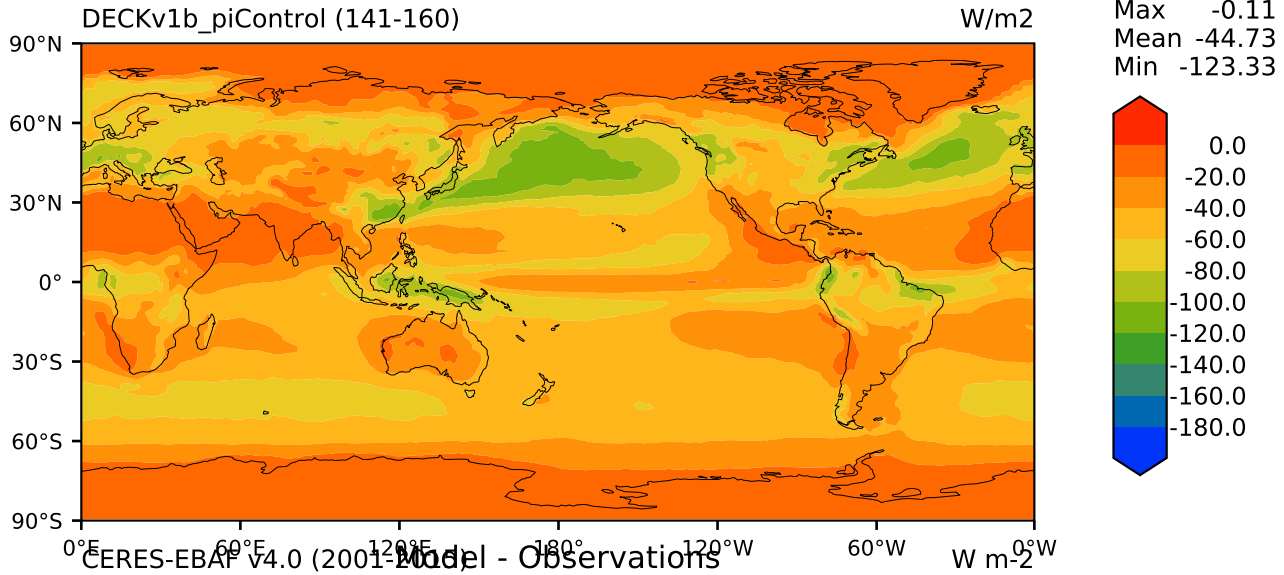 DECKv1b_piControl (141-160)
W/m2
Max -0.11
Mean -44.73
Min -123.33
90°N
60°N
30°N
0°
30°S
60°S
90°S
0°E 60°E 120°E 180° 120°W 60°W 0°W
0.0
-20.0
-40.0
-60.0
-80.0
-100.0
-120.0
-140.0
-160.0
-180.0
CERES-EBAF v4.0 (2001-2015)
Model - Observations
W m-2